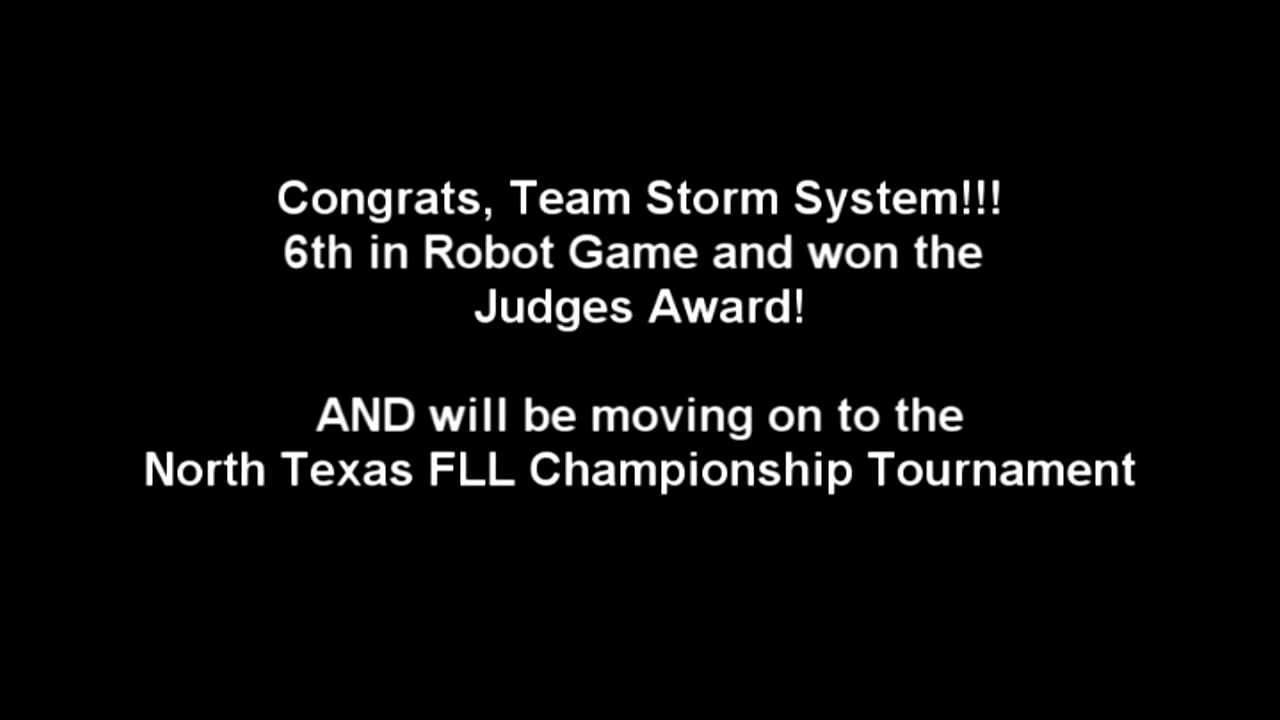 Congrats, Team Storm System!!!
6th in Robot Game and won the
Judges Award!
AND will be moving on to the
North Texas FLL Championship Tournament